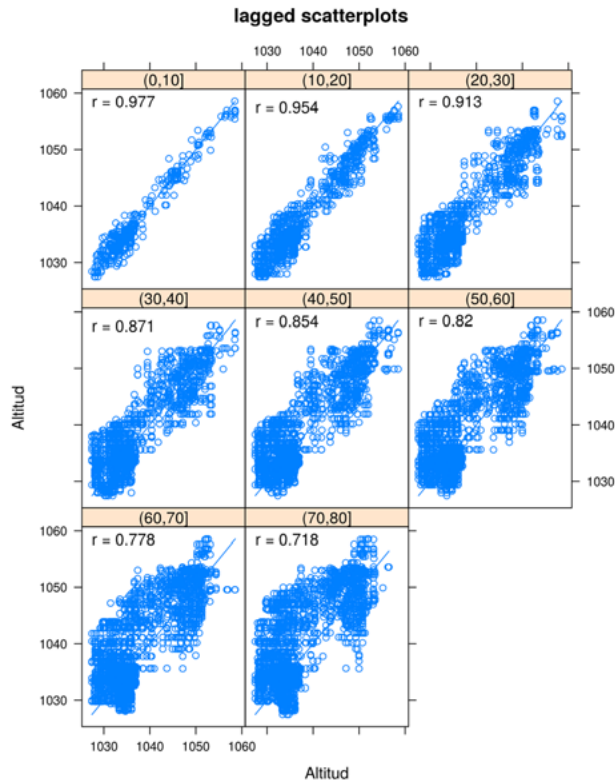 lagged scatterplots
1030 1040 1050 1060
(0,10] (10,20] (20,30]
r = 0.977 r = 0.954 r = 0.913
1060
1050
1040
1030
(30,40] (40,50] (50,60]
r = 0.871 r = 0.854 r = 0.82
1060
1050
1040
1030
(60,70] (70,80]
r = 0.778 r = 0.718
1060
1050
1040
1030
1030 1040 1050 1060
Altitud
Altitud